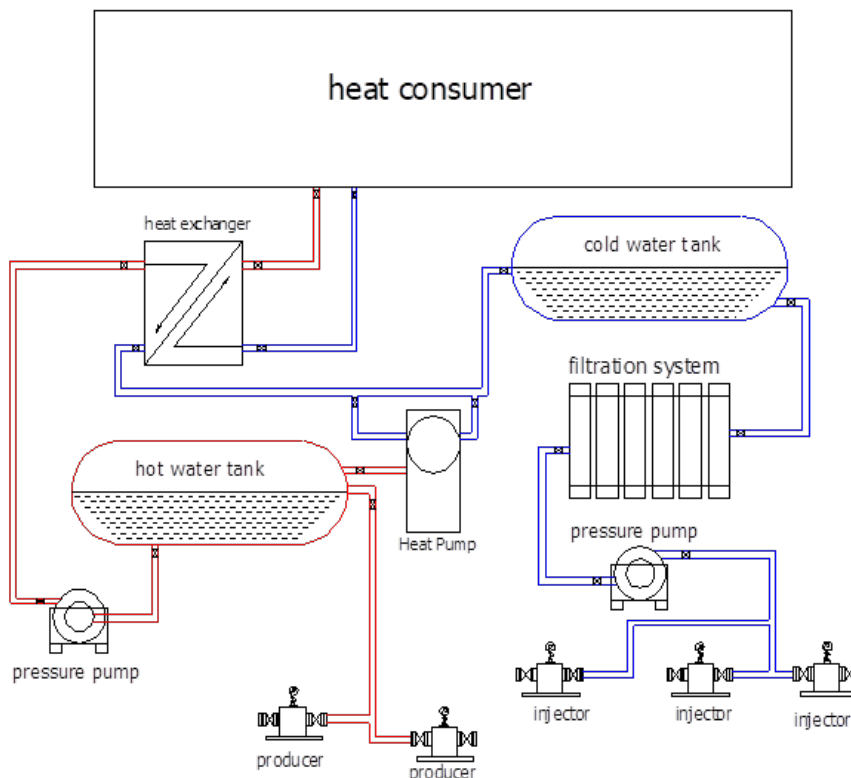 heat consumer
heat exchanger
cold water tank
filtration system
hot water tank
Heat Pump
pressure pump
pressure pump
injector
injector
injector
producer
producer